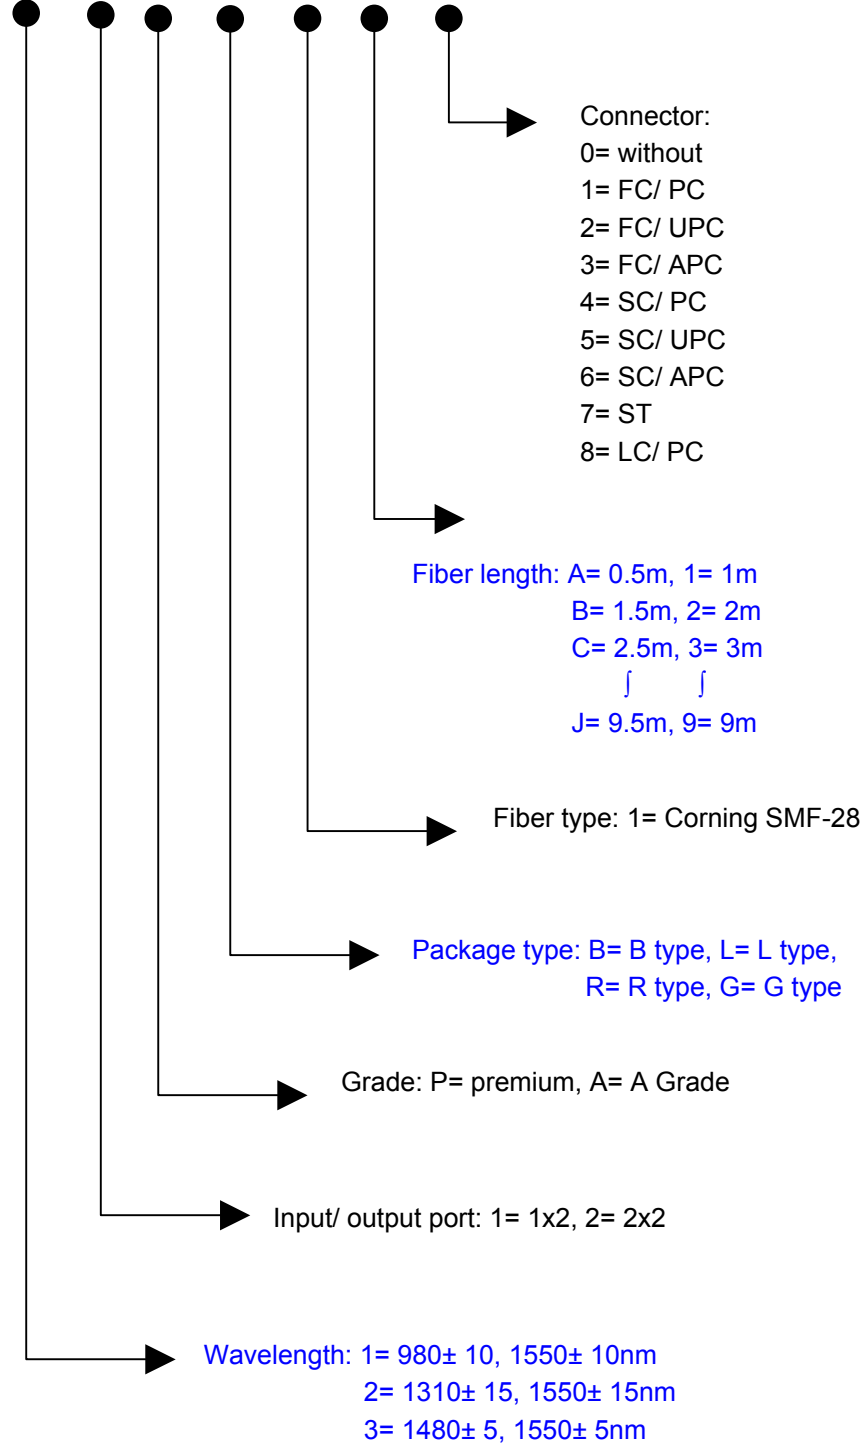 Connector:
0= without
1= FC/ PC
2= FC/ UPC
3= FC/ APC
4= SC/ PC
5= SC/ UPC
6= SC/ APC
7= ST
8= LC/ PC
Fiber length: A= 0.5m, 1= 1m
B= 1.5m, 2= 2m
C= 2.5m, 3= 3m
∫ ∫
J= 9.5m, 9= 9m
Fiber type: 1= Corning SMF-28
Package type: B= B type, L= L type,
R= R type, G= G type
Grade: P= premium, A= A Grade
Input/ output port: 1= 1x2, 2= 2x2
Wavelength: 1= 980± 10, 1550± 10nm
2= 1310± 15, 1550± 15nm
3= 1480± 5, 1550± 5nm